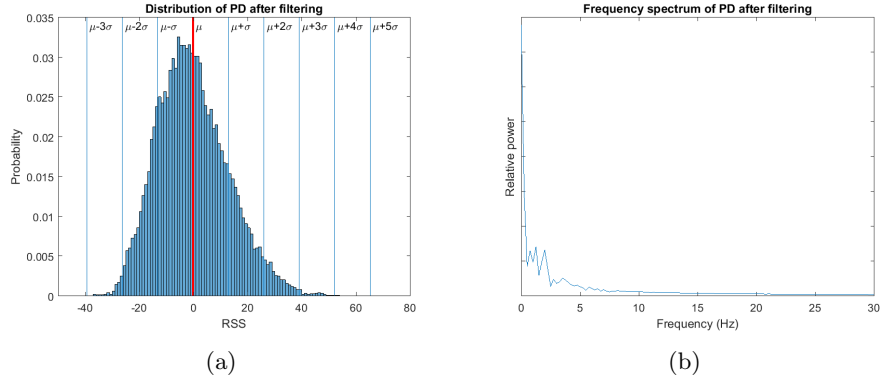 Distribution of PD after filtering
0.035
0.03
0.025
0.02
0.015
0.01
0.005
0
Probability
μ-3σ
μ-2σ
μ-σ
μ
μ+σ
μ+2σ
μ+3σ
μ+4σ
μ+5σ
-40
-20
0
20
40
60
80
RSS
(a)
Frequency spectrum of PD after filtering
Relative power
0
5
10
15
20
25
30
Frequency (Hz)
(b)